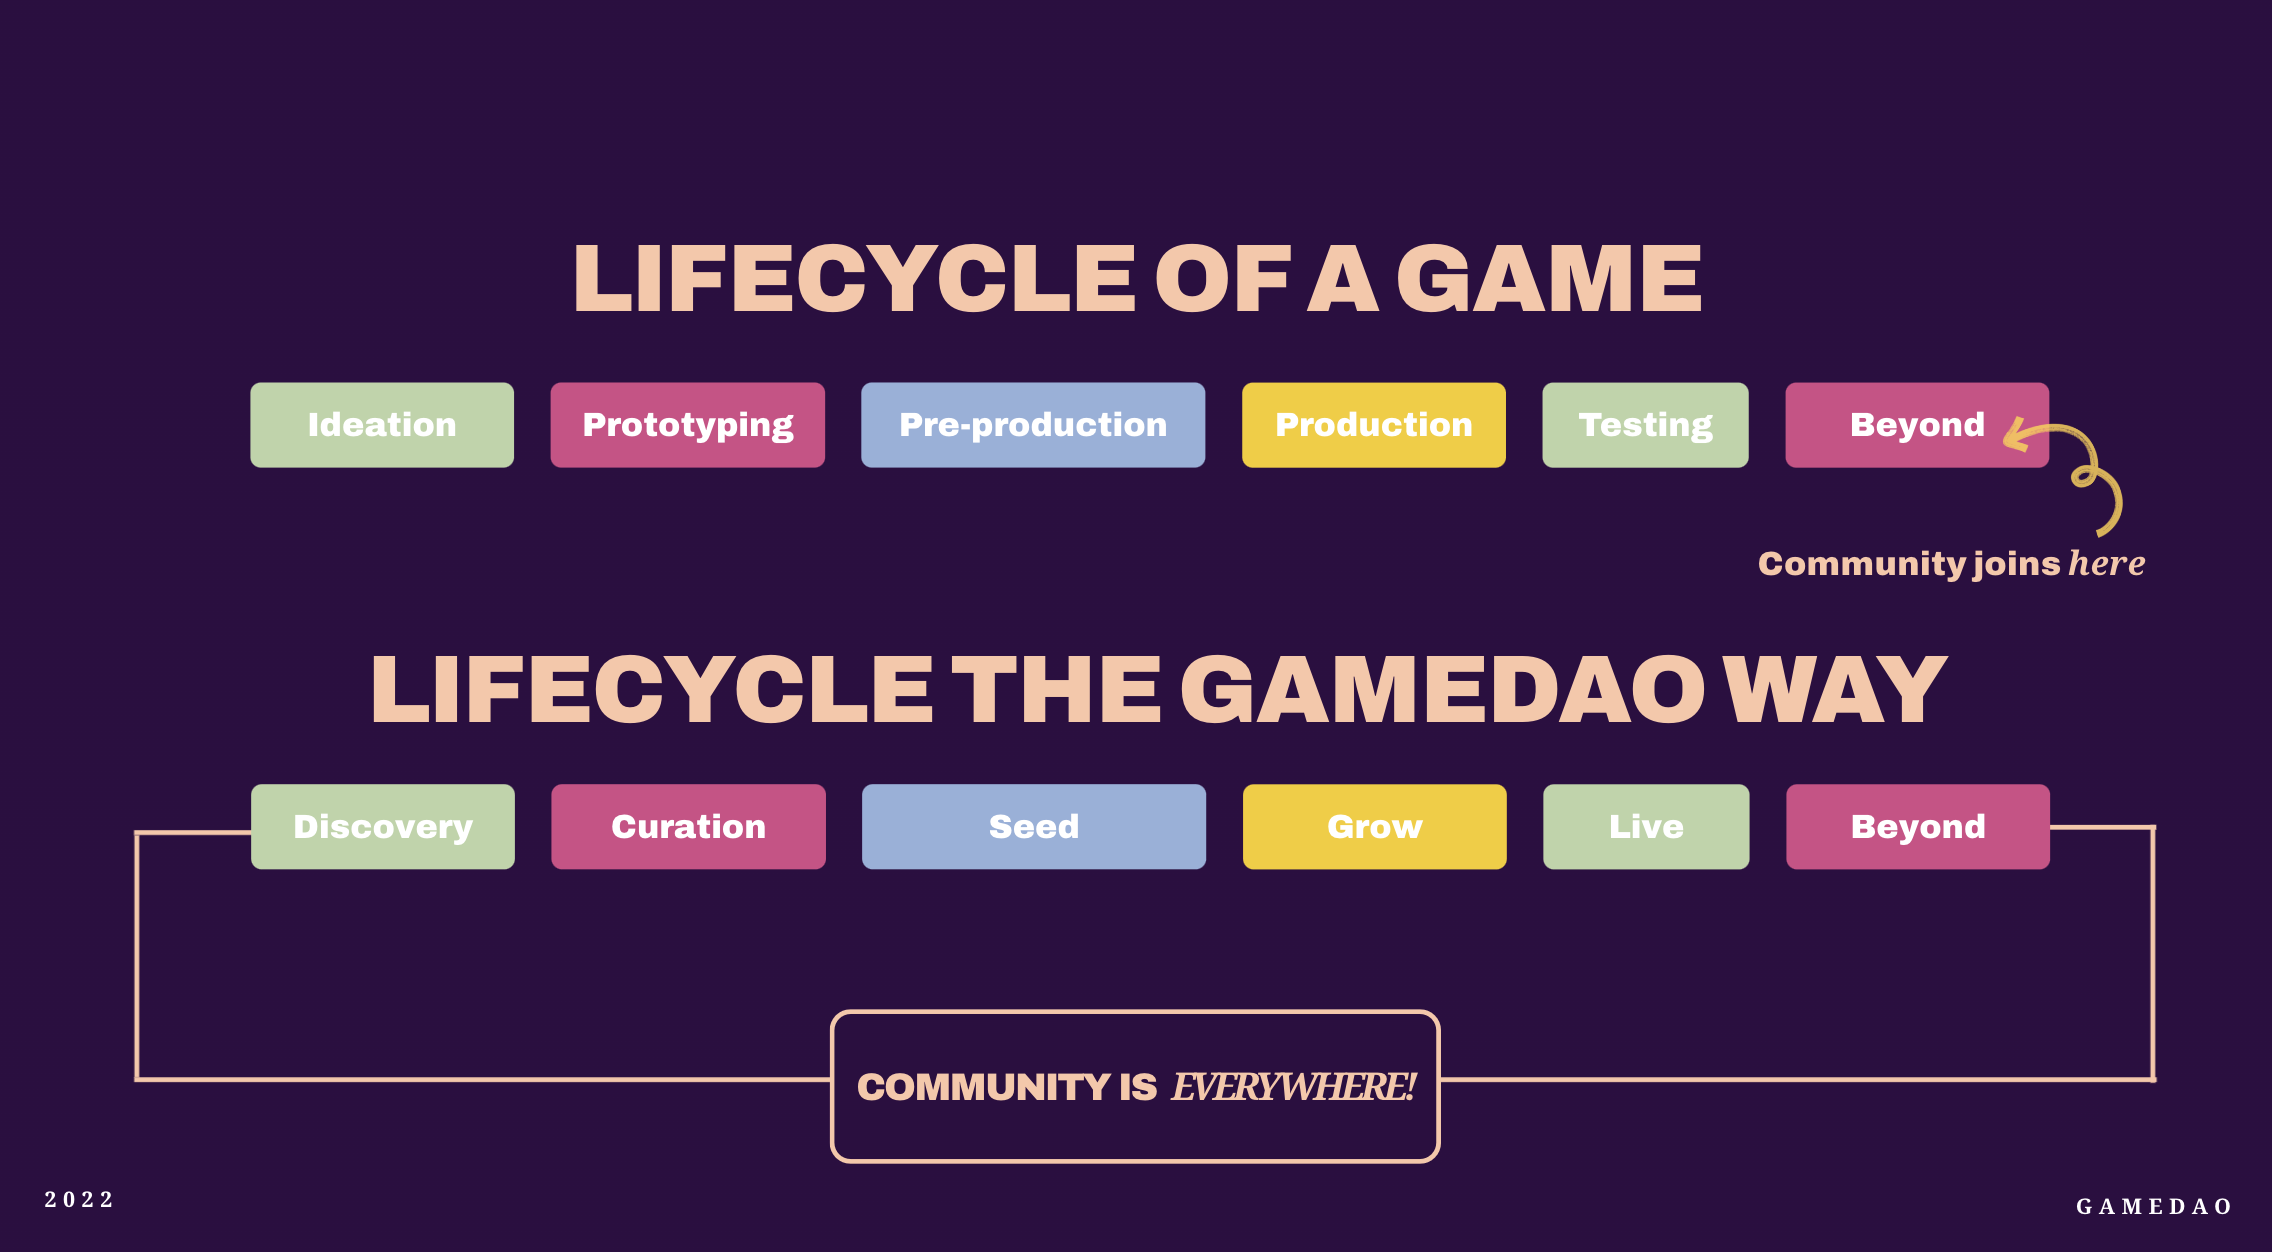 LIFECYCLE OF A GAME
Ideation Prototyping Pre-production Production Testing Beyond
Community joins here
LIFECYCLE THE GAMEDAO WAY
Discovery Curation Seed Grow Live Beyond
COMMUNITY IS EVERYWHERE!
2022
GAMEDAO